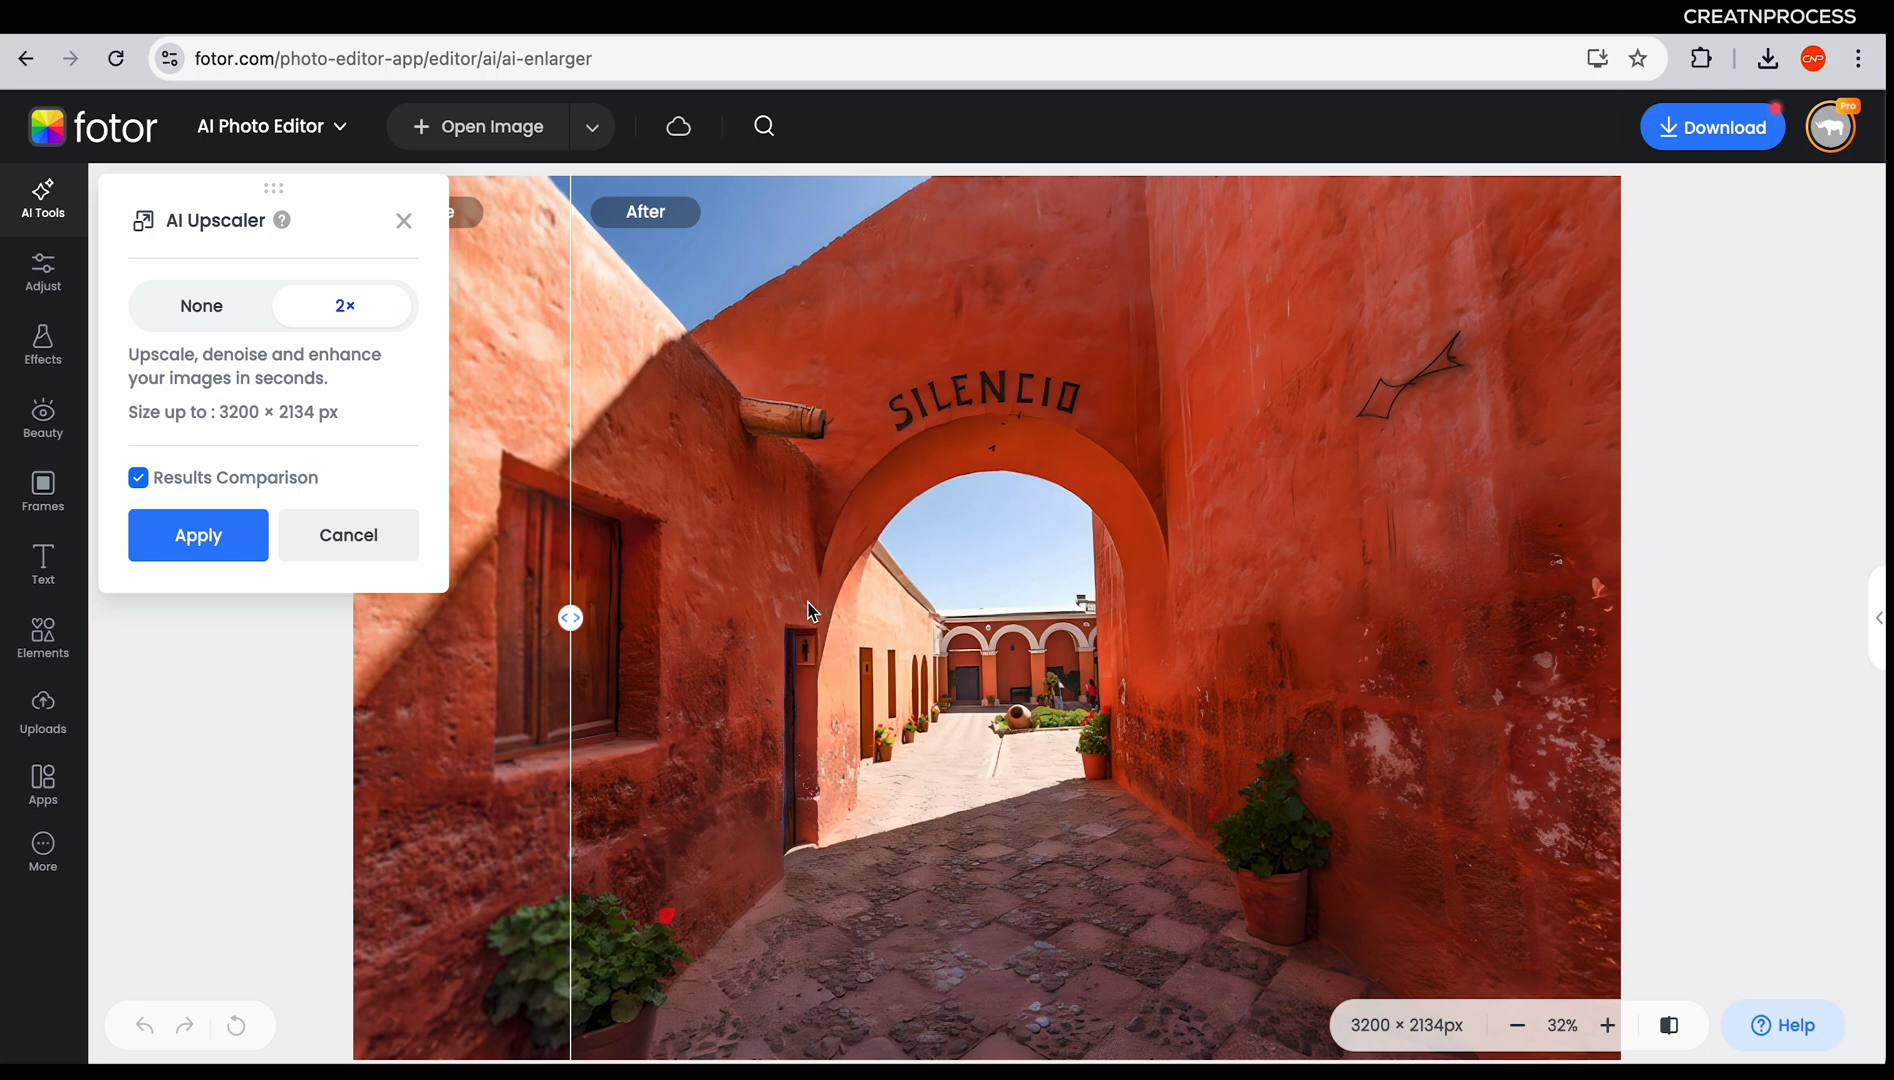 CREATNPROCESS
fotor.com/photo-editor-app/editor/ai/ai-enlarger
CNP
fotor
AI Photo Editor
+ Open Image
Download
Pro
AI Tools
Adjust
Effects
Beauty
Frames
Text
Elements
Uploads
Apps
More
AI Upscaler ?
None
2×
Upscale, denoise and enhance
your images in seconds.
Size up to : 3200 × 2134 px
Results Comparison
Apply
Cancel
After
SILENCIO
3200 × 2134px
− 32% +
? Help